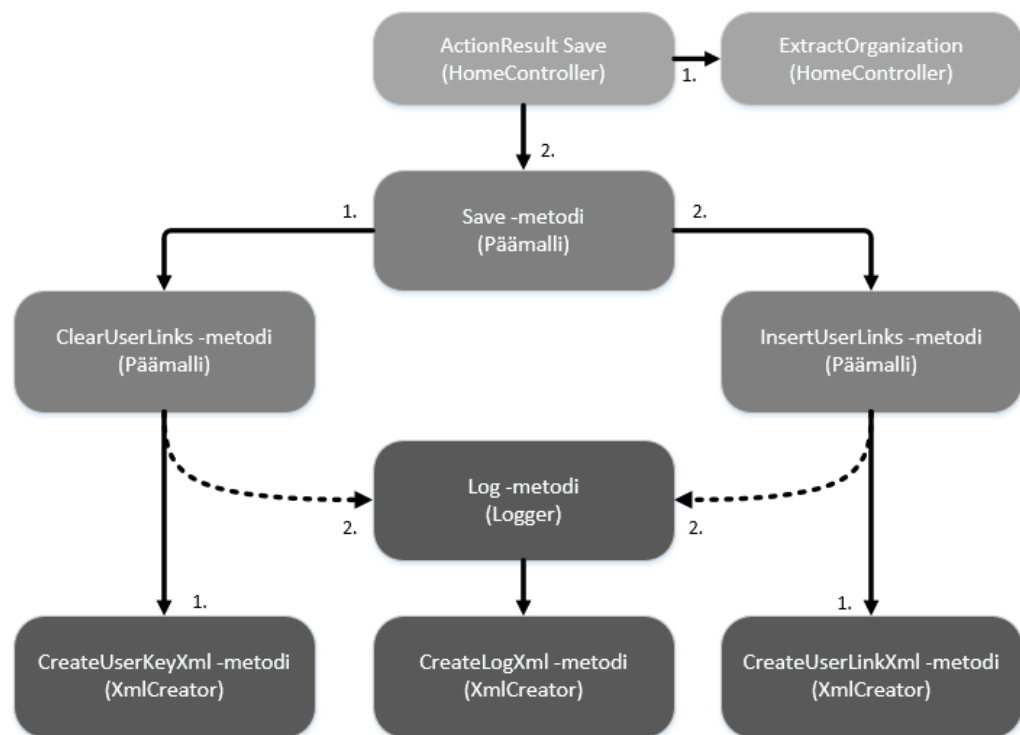 ActionResult Save
(HomeController)
1.
ExtractOrganization
(HomeController)
2.
Save -metodi
(Päämalli)
1.
2.
ClearUserLinks -metodi
(Päämalli)
InsertUserLinks -metodi
(Päämalli)
Log -metodi
(Logger)
2.
2.
1.
1.
CreateUserKeyXml -metodi
(XmlCreator)
CreateLogXml -metodi
(XmlCreator)
CreateUserLinkXml -metodi
(XmlCreator)